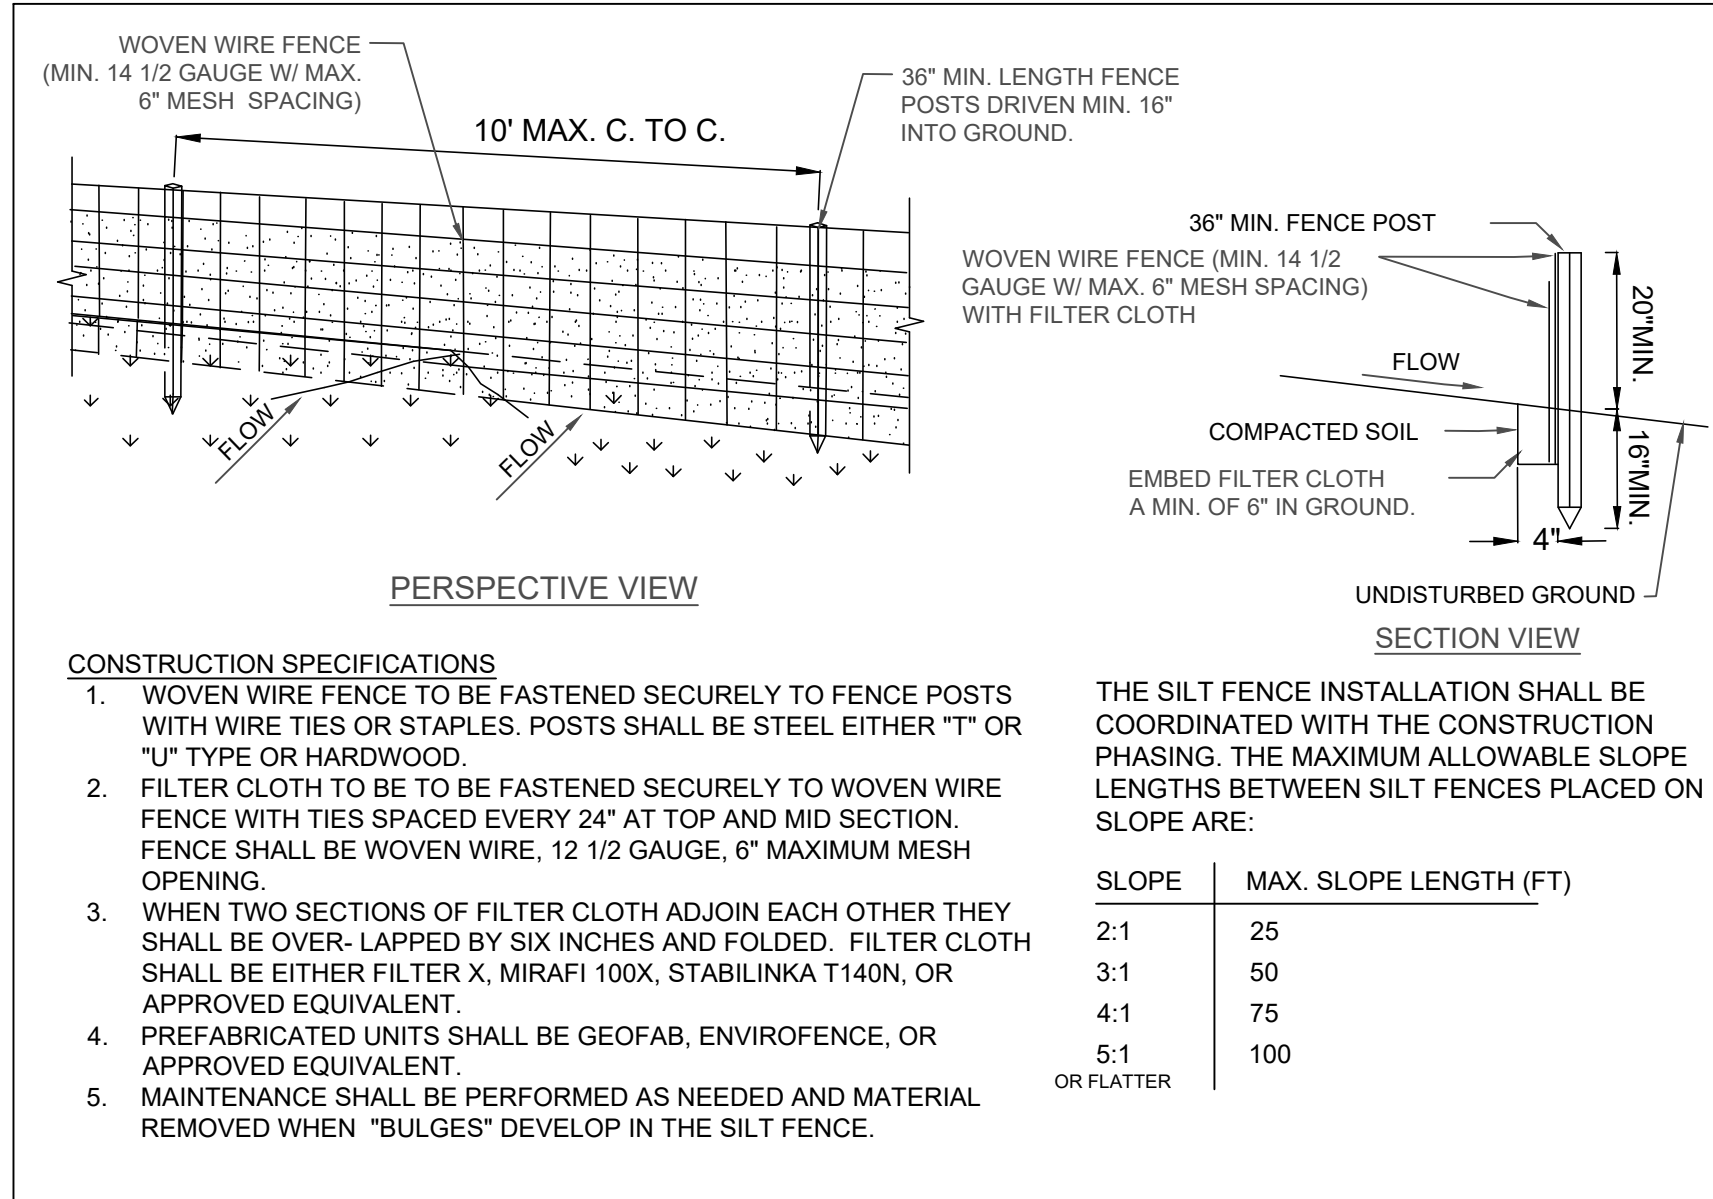 WOVEN WIRE FENCE
(MIN. 14 1/2 GAUGE W/ MAX.
6" MESH SPACING)
10' MAX. C. TO C.
36" MIN. LENGTH FENCE
POSTS DRIVEN MIN. 16"
INTO GROUND.
FLOW
FLOW
PERSPECTIVE VIEW
36" MIN. FENCE POST
WOVEN WIRE FENCE (MIN. 14 1/2
GAUGE W/ MAX. 6" MESH SPACING)
WITH FILTER CLOTH
FLOW
20"MIN.
COMPACTED SOIL
EMBED FILTER CLOTH
A MIN. OF 6" IN GROUND.
16"MIN.
4"
UNDISTURBED GROUND
SECTION VIEW
CONSTRUCTION SPECIFICATIONS
1. WOVEN WIRE FENCE TO BE FASTENED SECURELY TO FENCE POSTS
WITH WIRE TIES OR STAPLES. POSTS SHALL BE STEEL EITHER "T" OR
"U" TYPE OR HARDWOOD.
2. FILTER CLOTH TO BE TO BE FASTENED SECURELY TO WOVEN WIRE
FENCE WITH TIES SPACED EVERY 24" AT TOP AND MID SECTION.
FENCE SHALL BE WOVEN WIRE, 12 1/2 GAUGE, 6" MAXIMUM MESH
OPENING.
3. WHEN TWO SECTIONS OF FILTER CLOTH ADJOIN EACH OTHER THEY
SHALL BE OVER- LAPPED BY SIX INCHES AND FOLDED. FILTER CLOTH
SHALL BE EITHER FILTER X, MIRAFI 100X, STABILINKA T140N, OR
APPROVED EQUIVALENT.
4. PREFABRICATED UNITS SHALL BE GEOFAB, ENVIROFENCE, OR
APPROVED EQUIVALENT.
5. MAINTENANCE SHALL BE PERFORMED AS NEEDED AND MATERIAL
REMOVED WHEN "BULGES" DEVELOP IN THE SILT FENCE.
THE SILT FENCE INSTALLATION SHALL BE
COORDINATED WITH THE CONSTRUCTION
PHASING. THE MAXIMUM ALLOWABLE SLOPE
LENGTHS BETWEEN SILT FENCES PLACED ON
SLOPE ARE:
SLOPE MAX. SLOPE LENGTH (FT)
2:1 25
3:1 50
4:1 75
5:1 100
OR FLATTER